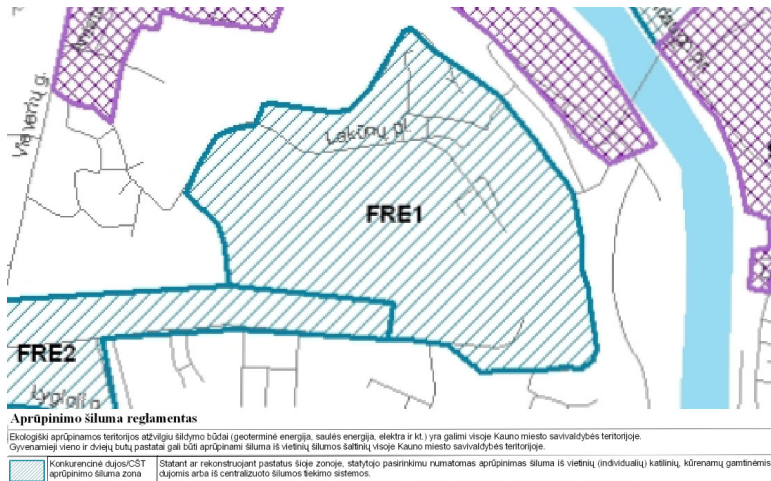 Viavarių g.
Lakūnų pl.
FRE1
FRE2
Lygioji g.
Aprūpinimo šiluma reglamentas
Ekologiški aprūpinamos teritorijos atžvilgiu šildymo būdai (geoterminė energija, saulės energija, elektra ir kt.) yra galimi visoje Kauno miesto savivaldybės teritorijoje.
Gyvenamieji vieno ir dviejų butų pastatai gali būti aprūpinami šiluma iš vietinių šilumos šaltinių visoje Kauno miesto savivaldybės teritorijoje.
Konkurencinė dujos/CŠT
aprūpinimo šiluma zona
Statant ar rekonstruojant pastatus šioje zonoje, statytojo pasirinkimu numatomas aprūpinimas šiluma iš vietinių (individualių) katilinių, kūrenamų gamtinėmis
dujomis arba iš centralizuoto šilumos tiekimo sistemos.